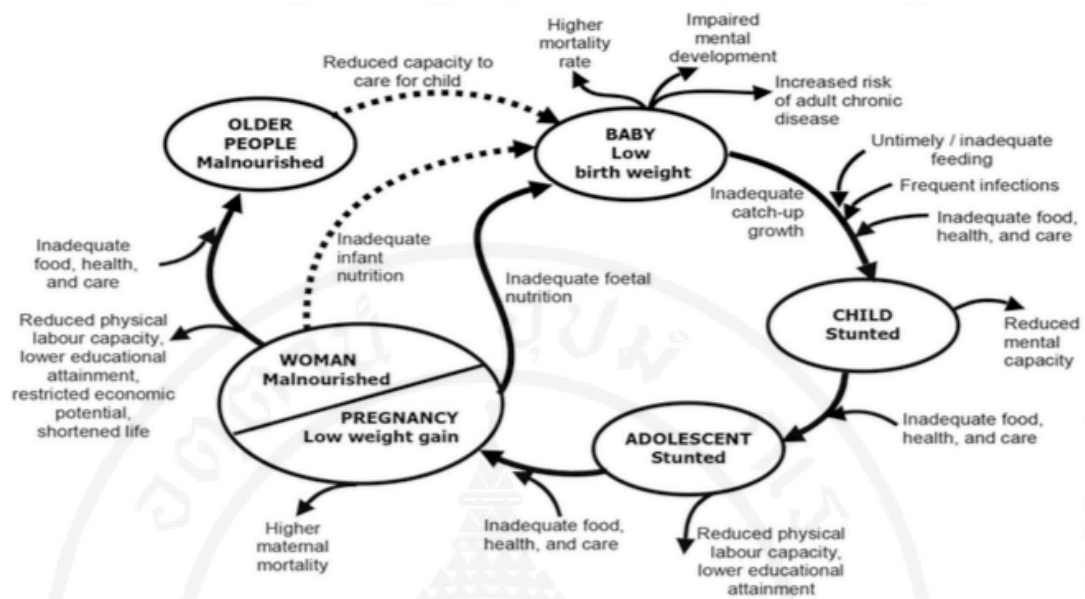 Higher
mortality
rate
Impaired
mental
development
Increased risk
of adult chronic
disease
Reduced capacity to
care for child
OLDER
PEOPLE
Malnourished
BABY
Low
birth weight
Untimely / inadequate
feeding
Frequent infections
Inadequate food,
health, and care
Inadequate
catch-up
growth
Inadequate
food, health,
and care
Inadequate
infant
nutrition
Inadequate foetal
nutrition
CHILD
Stunted
Reduced
mental
capacity
Reduced physical
labour capacity,
lower educational
attainment,
restricted economic
potential,
shortened life
WOMAN
Malnourished
PREGNANCY
Low weight gain
ADOLESCENT
Stunted
Inadequate food,
health, and care
Higher
maternal
mortality
Inadequate food,
health, and care
Reduced physical
labour capacity,
lower educational
attainment